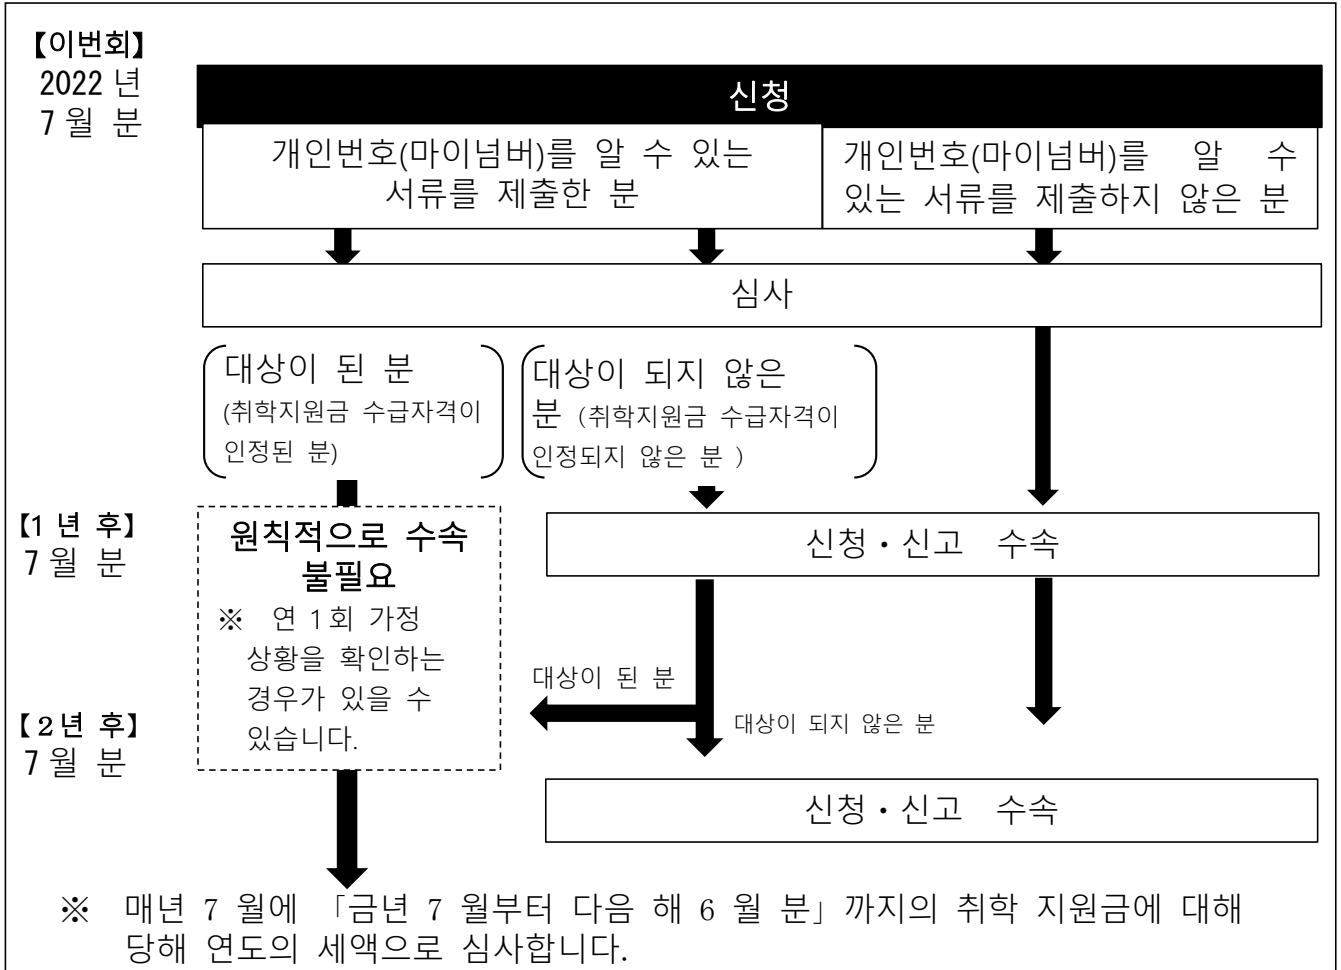 【이번회】
2022 년
7 월 분
신청
개인번호(마이넘버)를 알 수 있는
서류를 제출한 분
개인번호(마이넘버)를 알 수
있는 서류를 제출하지 않은 분
심사
대상이 된 분
(취학지원금 수급자격이
인정된 분)
대상이 되지 않은
분 (취학지원금 수급자격이
인정되지 않은 분 )
【1 년 후】
7 월 분
원칙적으로 수속
불필요
※ 연 1 회 가정
상황을 확인하는
경우가 있을 수
있습니다.
신청・신고 수속
대상이 된 분
대상이 되지 않은 분
【 2 년 후】
7 월 분
신청・신고 수속
※ 매년 7 월에 「금년 7 월부터 다음 해 6 월 분」까지의 취학 지원금에 대해
당해 연도의 세액으로 심사합니다.